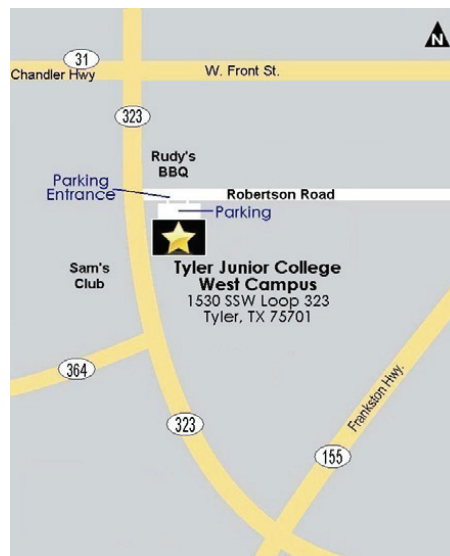 N
31
Chandler Hwy
W. Front St.
323
Rudy's
BBQ
Parking
Entrance
Robertson Road
Parking
Sam's
Club
Tyler Junior College
West Campus
1530 SSW Loop 323
Tyler, TX 75701
364
323
Frankston Hwy.
155